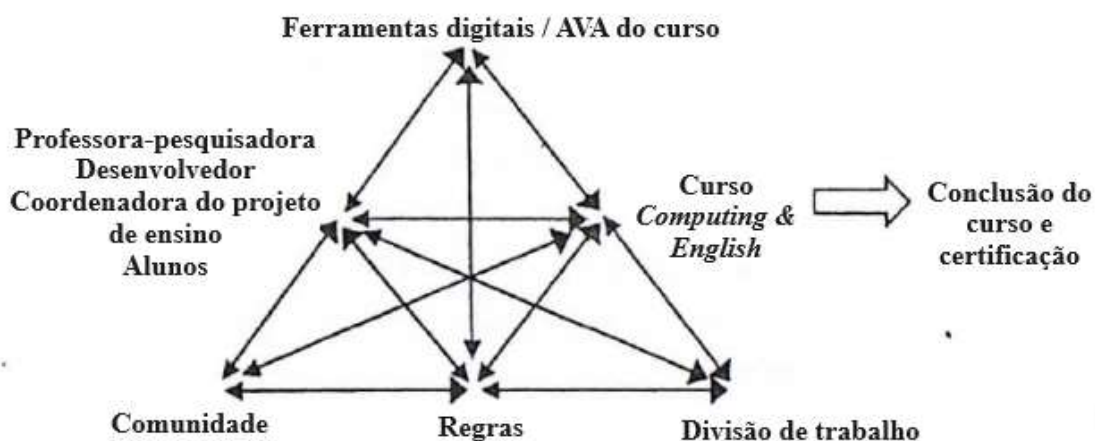 Ferramentas digitais / AVA do curso
Professora-pesquisadora
Desenvolvedor
Coordenadora do projeto
de ensino
Alunos
Curso
Computing &
English
Conclusão do
curso e
certificação
Comunidade
Regras
Divisão de trabalho